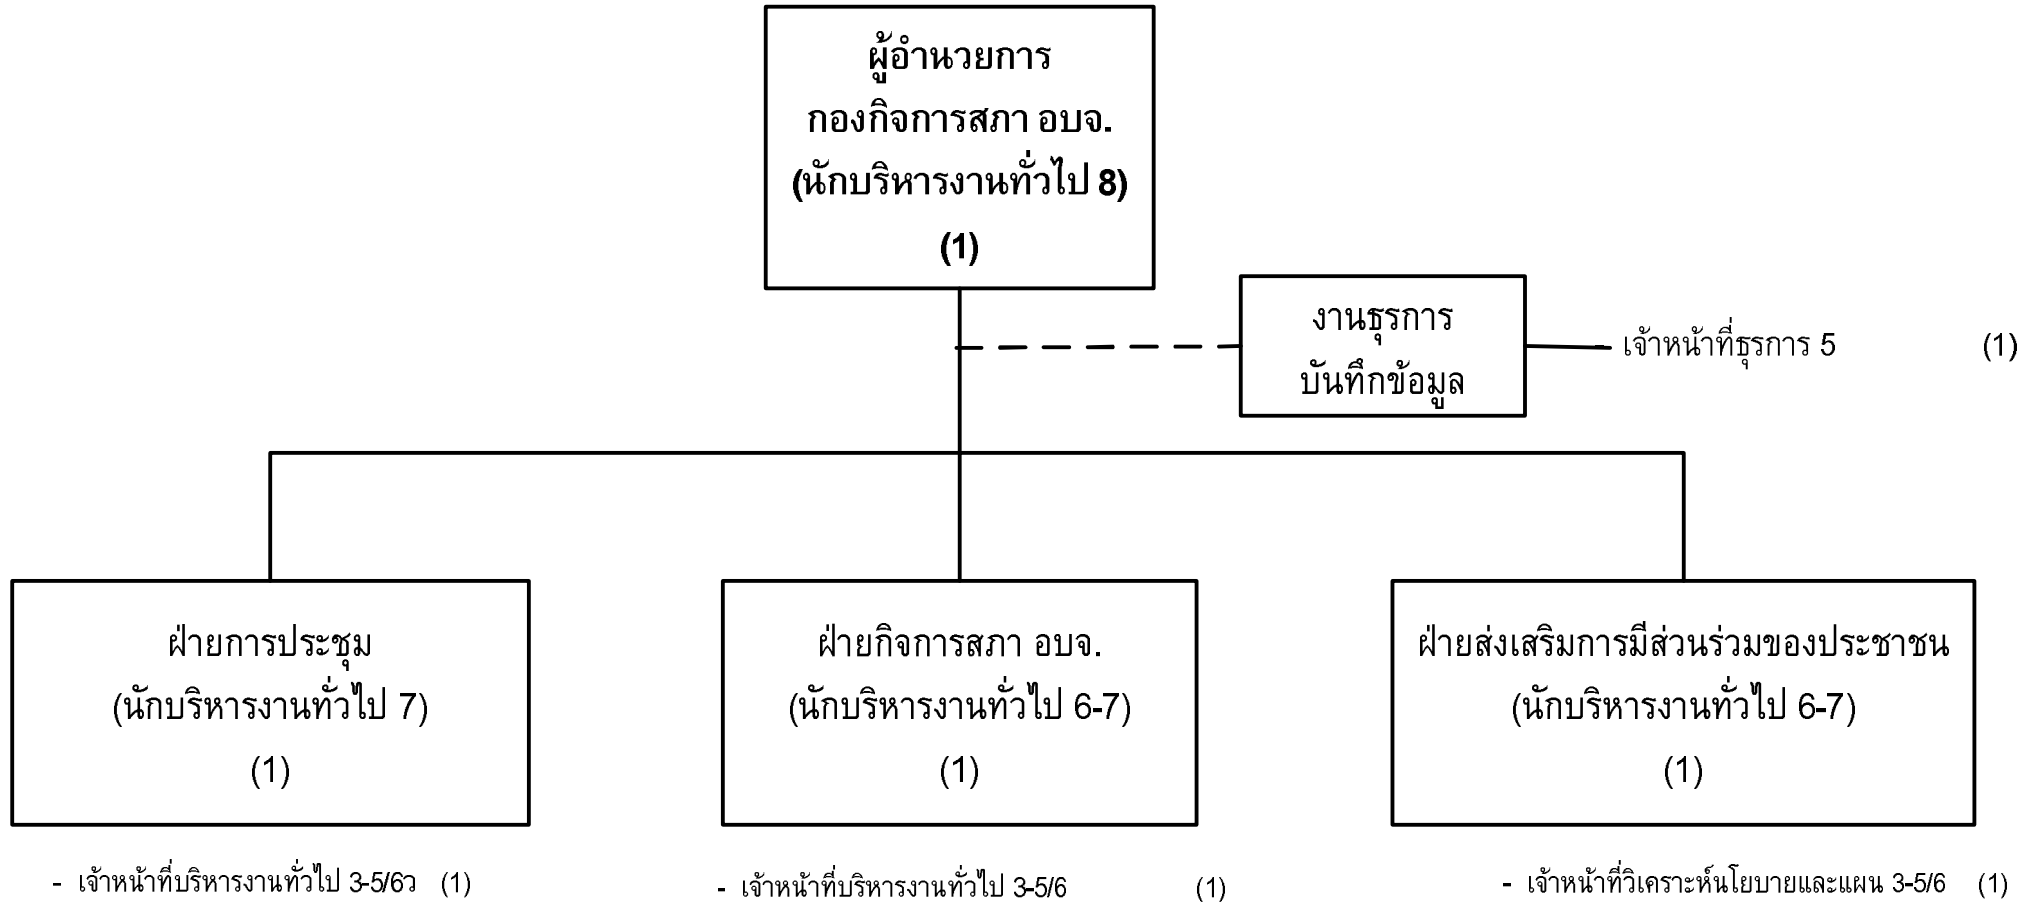 ผู้อำนวยการ
กองกิจการสภา อบจ.
(นักบริหารงานทั่วไป 8)
(1)
งานธุรการ
บันทึกข้อมูล
- เจ้าหน้าที่ธุรการ 5 (1)
ฝ่ายการประชุม
(นักบริหารงานทั่วไป 7)
(1)
- เจ้าหน้าที่บริหารงานทั่วไป 3-5/6ว (1)
ฝ่ายกิจการสภา อบจ.
(นักบริหารงานทั่วไป 6-7)
(1)
- เจ้าหน้าที่บริหารงานทั่วไป 3-5/6 (1)
ฝ่ายส่งเสริมการมีส่วนร่วมของประชาชน
(นักบริหารงานทั่วไป 6-7)
(1)
- เจ้าหน้าที่วิเคราะห์นโยบายและแผน 3-5/6 (1)